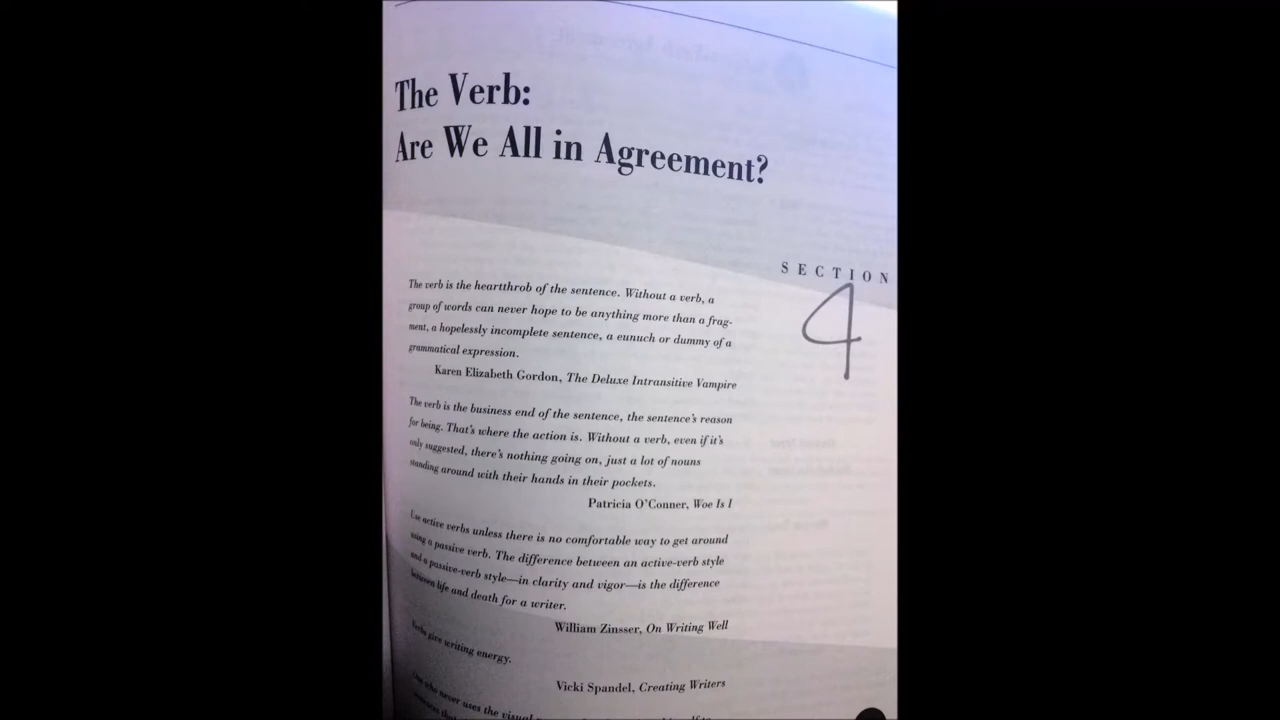 The Verb:
Are We All in Agreement?
SECTION
4
The verb is the heartthrob of the sentence. Without a verb, a
group of words can never hope to be anything more than a frag-
ment, a hopelessly incomplete sentence, a eunuch or dummy of a
grammatical expression.
Karen Elizabeth Gordon, The Deluxe Intransitive Vampire
The verb is the business end of the sentence, the sentence's reason
for being. That's where the action is. Without a verb, even if it's
only suggested, there's nothing going on, just a lot of nouns
standing around with their hands in their pockets.
Patricia O'Conner, Woe Is I
Use active verbs unless there is no comfortable way to get around
using a passive verb. The difference between an active-verb style
and a passive-verb style—in clarity and vigor—is the difference
between life and death for a writer.
William Zinsser, On Writing Well
Verbs give writing energy.
Vicki Spandel, Creating Writers
One who never uses the visual